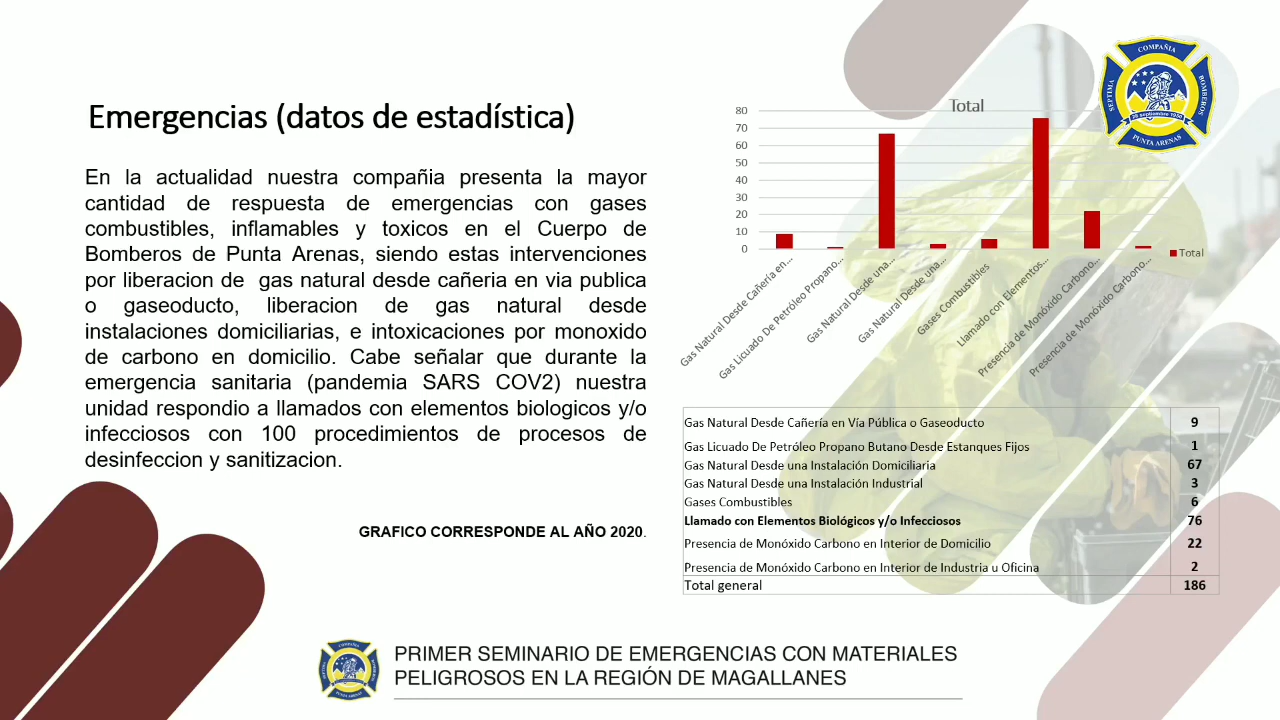 Emergencias (datos de estadística)
En la actualidad nuestra compañia presenta la mayor
cantidad de respuesta de emergencias con gases
combustibles, inflamables y toxicos en el Cuerpo de
Bomberos de Punta Arenas, siendo estas intervenciones
por liberacion de gas natural desde cañeria en via publica
o gaseoducto, liberacion de gas natural desde
instalaciones domiciliarias, e intoxicaciones por monoxido
de carbono en domicilio. Cabe señalar que durante la
emergencia sanitaria (pandemia SARS COV2) nuestra
unidad respondio a llamados con elementos biologicos y/o
infecciosos con 100 procedimientos de procesos de
desinfeccion y sanitizacion.
GRAFICO CORRESPONDE AL AÑO 2020.
Total
80
70
60
50
40
30
20
10
0
Gas Natural Desde Cañería en...
Gas Licuado De Petróleo Propano...
Gas Natural Desde una...
Gas Natural Desde una...
Gases Combustibles
Llamado con Elementos...
Presencia de Monóxido Carbono...
Presencia de Monóxido Carbono...
Total
COMPAÑIA
SEPTIMA
BOMBEROS
PUNTA ARENAS
Gas Natural Desde Cañería en Vía Pública o Gaseoducto 9
Gas Licuado De Petróleo Propano Butano Desde Estanques Fijos 1
Gas Natural Desde una Instalación Domiciliaria 67
Gas Natural Desde una Instalación Industrial 3
Gases Combustibles 6
Llamado con Elementos Biológicos y/o Infecciosos 76
Presencia de Monóxido Carbono en Interior de Domicilio 22
Presencia de Monóxido Carbono en Interior de Industria u Oficina 2
Total general 186
PRIMER SEMINARIO DE EMERGENCIAS CON MATERIALES
PELIGROSOS EN LA REGIÓN DE MAGALLANES